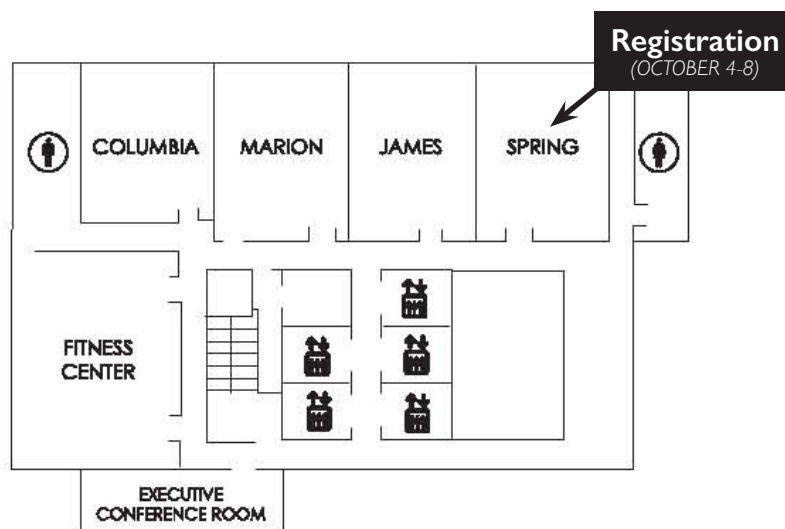 Registration
(OCTOBER 4-8)
COLUMBIA
MARION
JAMES
SPRING
FITNESS
CENTER
EXECUTIVE
CONFERENCE ROOM